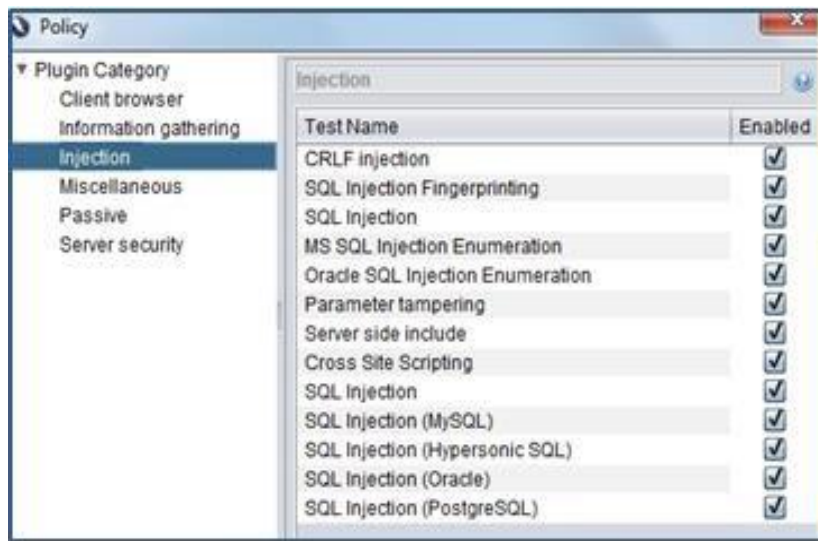 Policy
Plugin Category
Client browser
Information gathering
Injection
Miscellaneous
Passive
Server security
Injection
Test Name Enabled
CRLF injection
SQL Injection Fingerprinting
SQL Injection
MS SQL Injection Enumeration
Oracle SQL Injection Enumeration
Parameter tampering
Server side include
Cross Site Scripting
SQL Injection
SQL Injection (MySQL)
SQL Injection (Hypersonic SQL)
SQL Injection (Oracle)
SQL Injection (PostgreSQL)